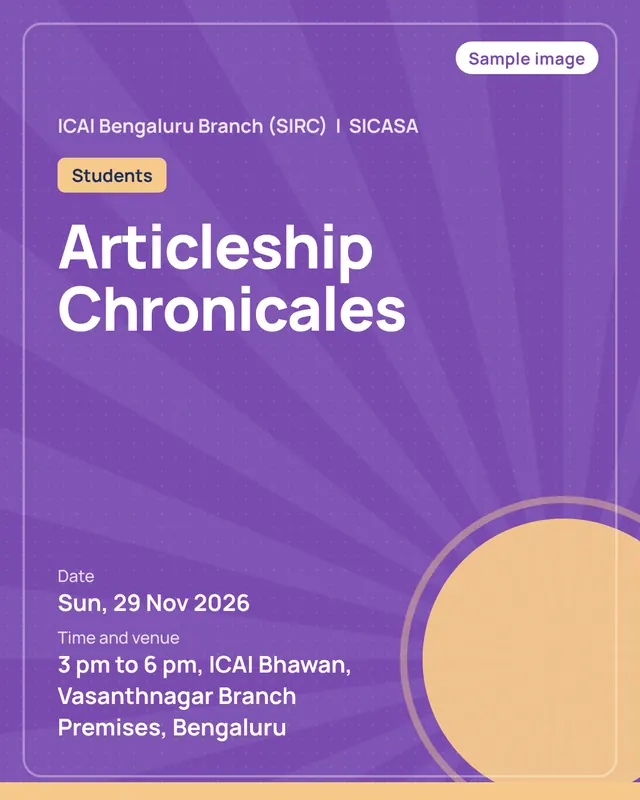 Sample image
ICAI Bengaluru Branch (SIRC) | SICASA
Students
Articleship
Chronicales
Date
Sun, 29 Nov 2026
Time and venue
3 pm to 6 pm, ICAI Bhawan,
Vasanthnagar Branch
Premises, Bengaluru